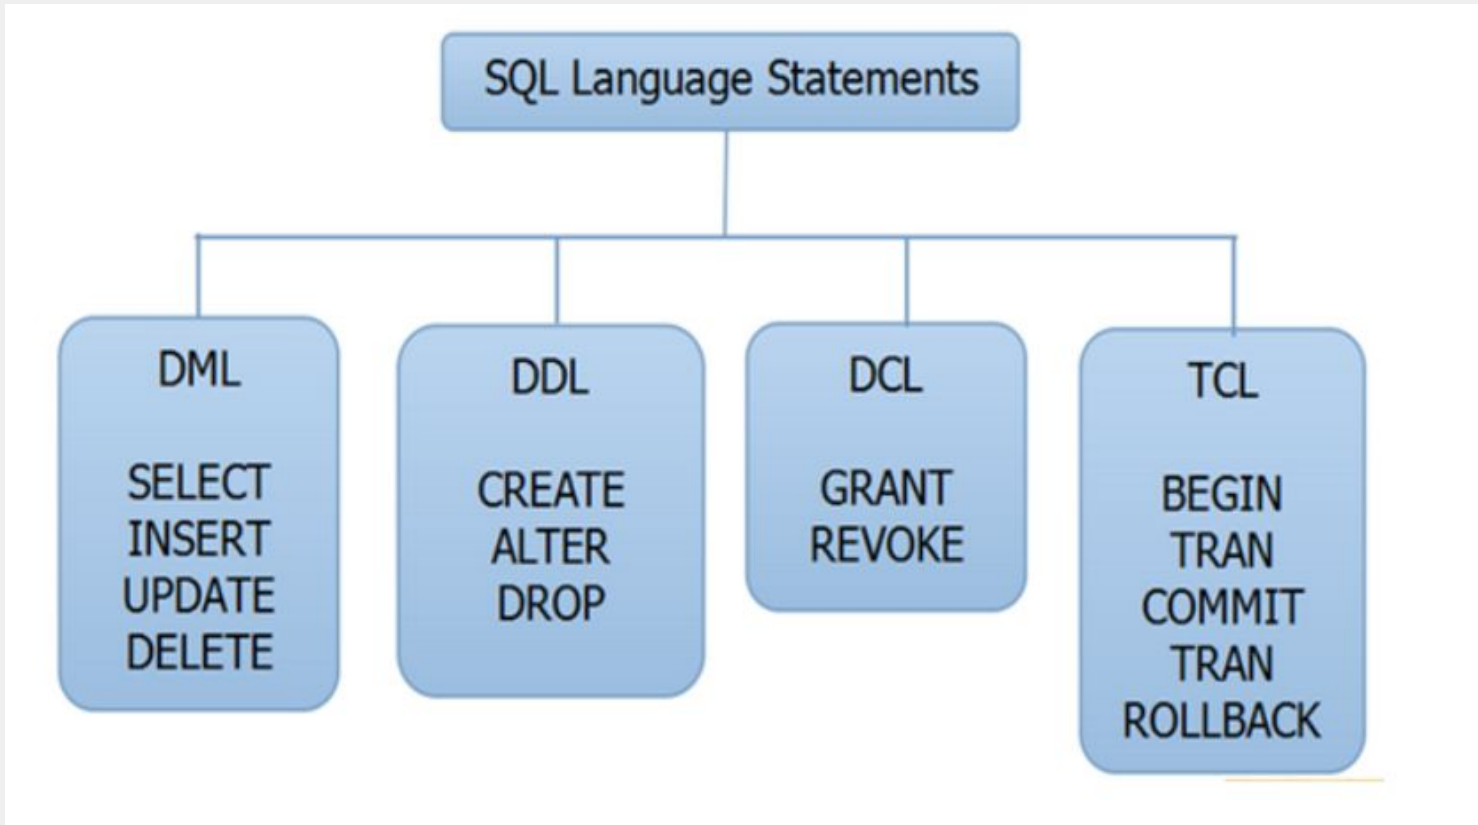 SQL Language Statements
DML
SELECT
INSERT
UPDATE
DELETE
DDL
CREATE
ALTER
DROP
DCL
GRANT
REVOKE
TCL
BEGIN
TRAN
COMMIT
TRAN
ROLLBACK